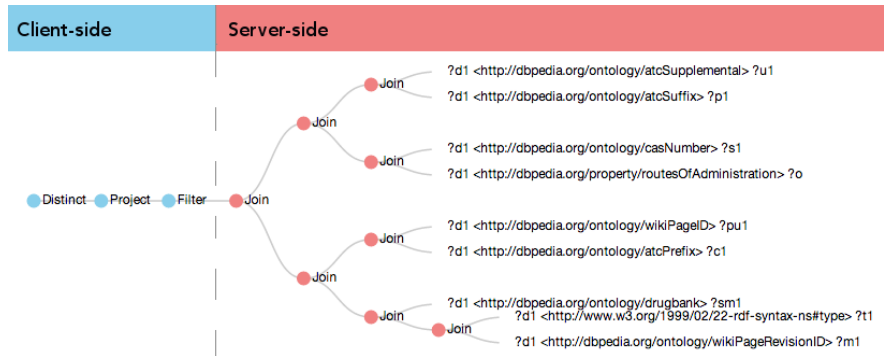 Client-side Server-side
?d1 <http://dbpedia.org/ontology/atcSupplemental> ?u1
Join
?d1 <http://dbpedia.org/ontology/atcSuffix> ?p1
Join
?d1 <http://dbpedia.org/ontology/casNumber> ?s1
Join
?d1 <http://dbpedia.org/property/routesOfAdministration> ?o
Distinct Project Filter Join
?d1 <http://dbpedia.org/ontology/wikiPageID> ?pu1
Join
?d1 <http://dbpedia.org/ontology/atcPrefix> ?c1
Join
?d1 <http://dbpedia.org/ontology/drugbank> ?sm1
Join
?d1 <http://www.w3.org/1999/02/22-rdf-syntax-ns#type> ?t1
Join
?d1 <http://dbpedia.org/ontology/wikiPageRevisionID> ?m1